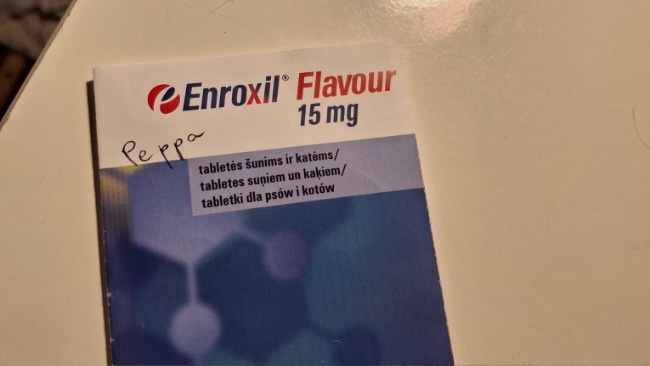 Enroxil® Flavour
15 mg
Peppa
tabletės šunims ir katėms/
tabletes suņiem un kaķiem/
tabletki dla psów i kotów